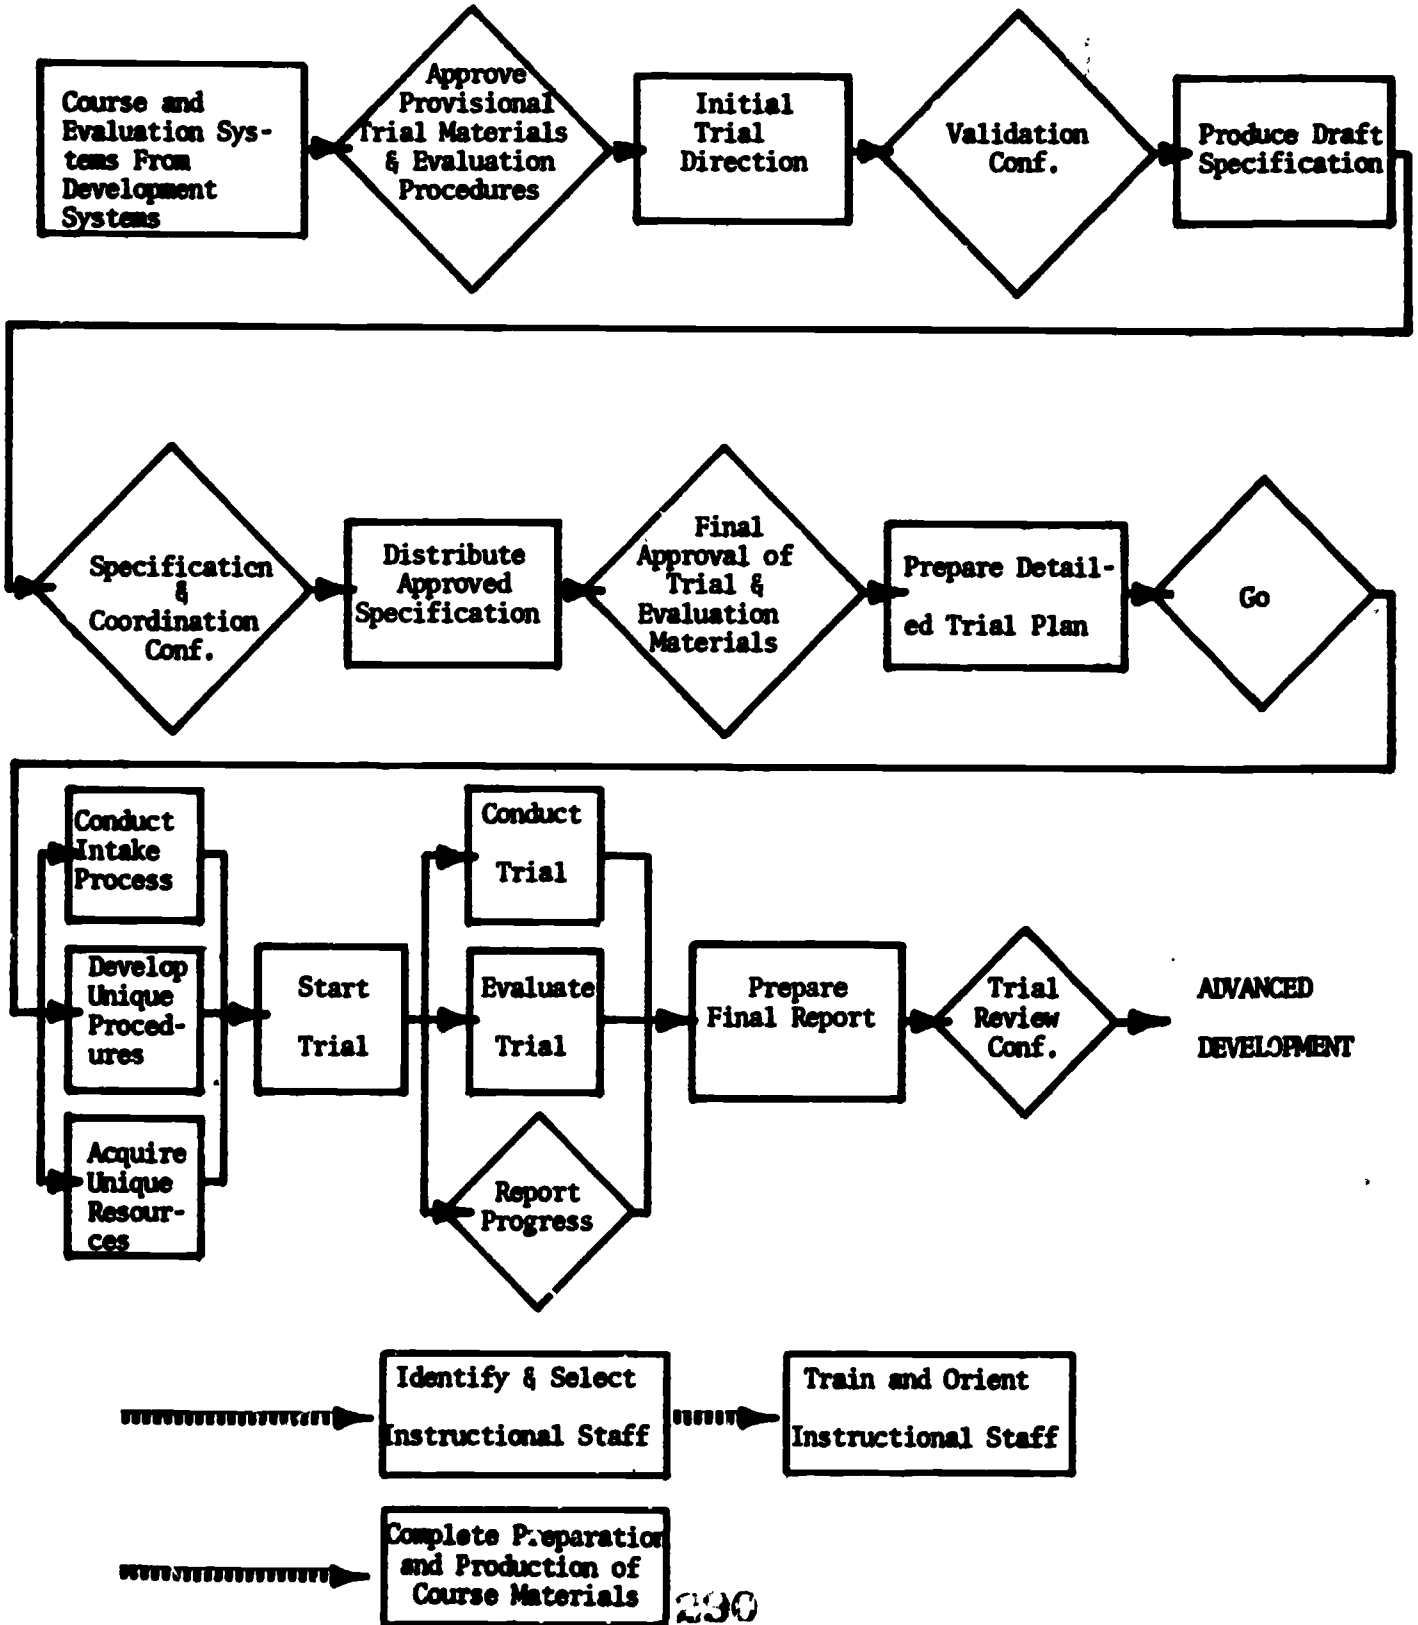 Course and
Evaluation Sys-
tems From
Development
Systems
Approve
Provisional
Trial Materials
& Evaluation
Procedures
Initial
Trial
Direction
Validation
Conf.
Produce Draft
Specification
Specification
&
Coordination
Conf.
Distribute
Approved
Specification
Final
Approval of
Trial &
Evaluation
Materials
Prepare Detail-
ed Trial Plan
Go
Conduct
Intake
Process
Develop
Unique
Proced-
ures
Acquire
Unique
Resour-
ces
Start
Trial
Conduct
Trial
Evaluate
Trial
Report
Progress
Prepare
Final Report
Trial
Review
Conf.
ADVANCED
DEVELOPMENT
Identify & Select
Instructional Staff
Train and Orient
Instructional Staff
Complete Preparation
and Production of
Course Materials
290